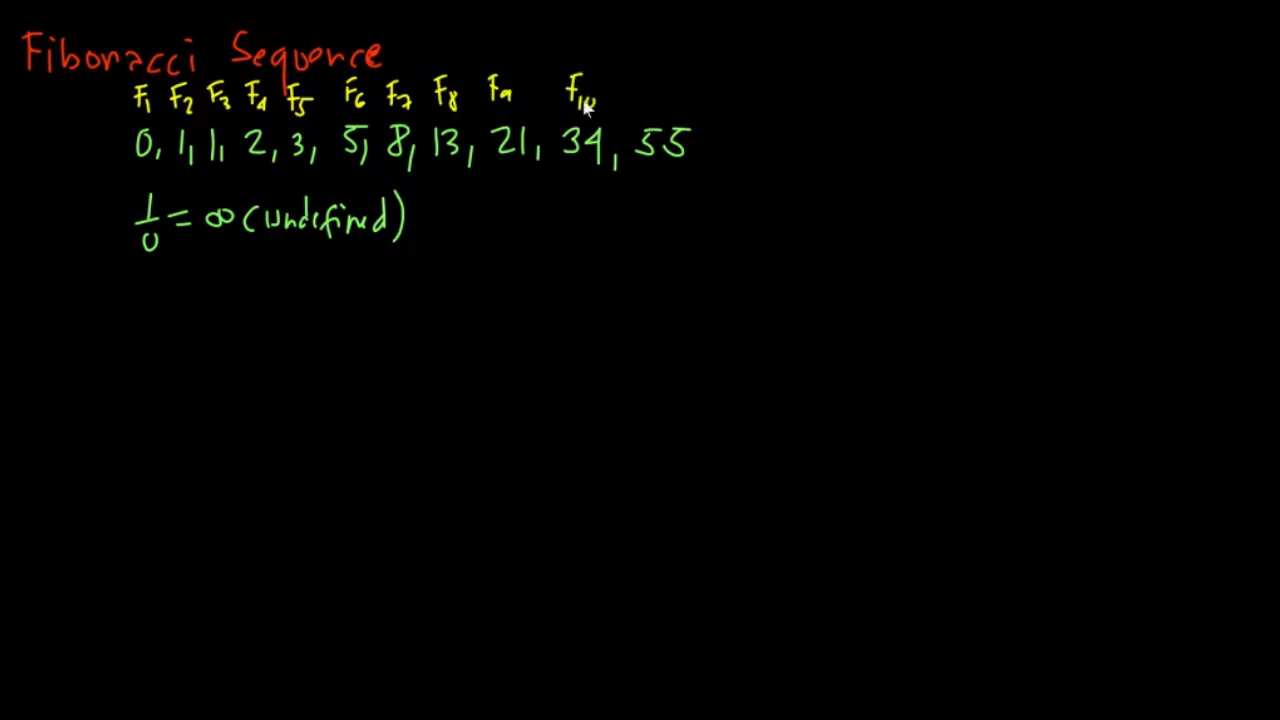 Fibonacci Sequence
F1 F2 F3 F4 F5 F6 F7 F8 F9 F10
0, 1, 1, 2, 3, 5, 8, 13, 21, 34, 55
1/0 = ∞ (undefined)